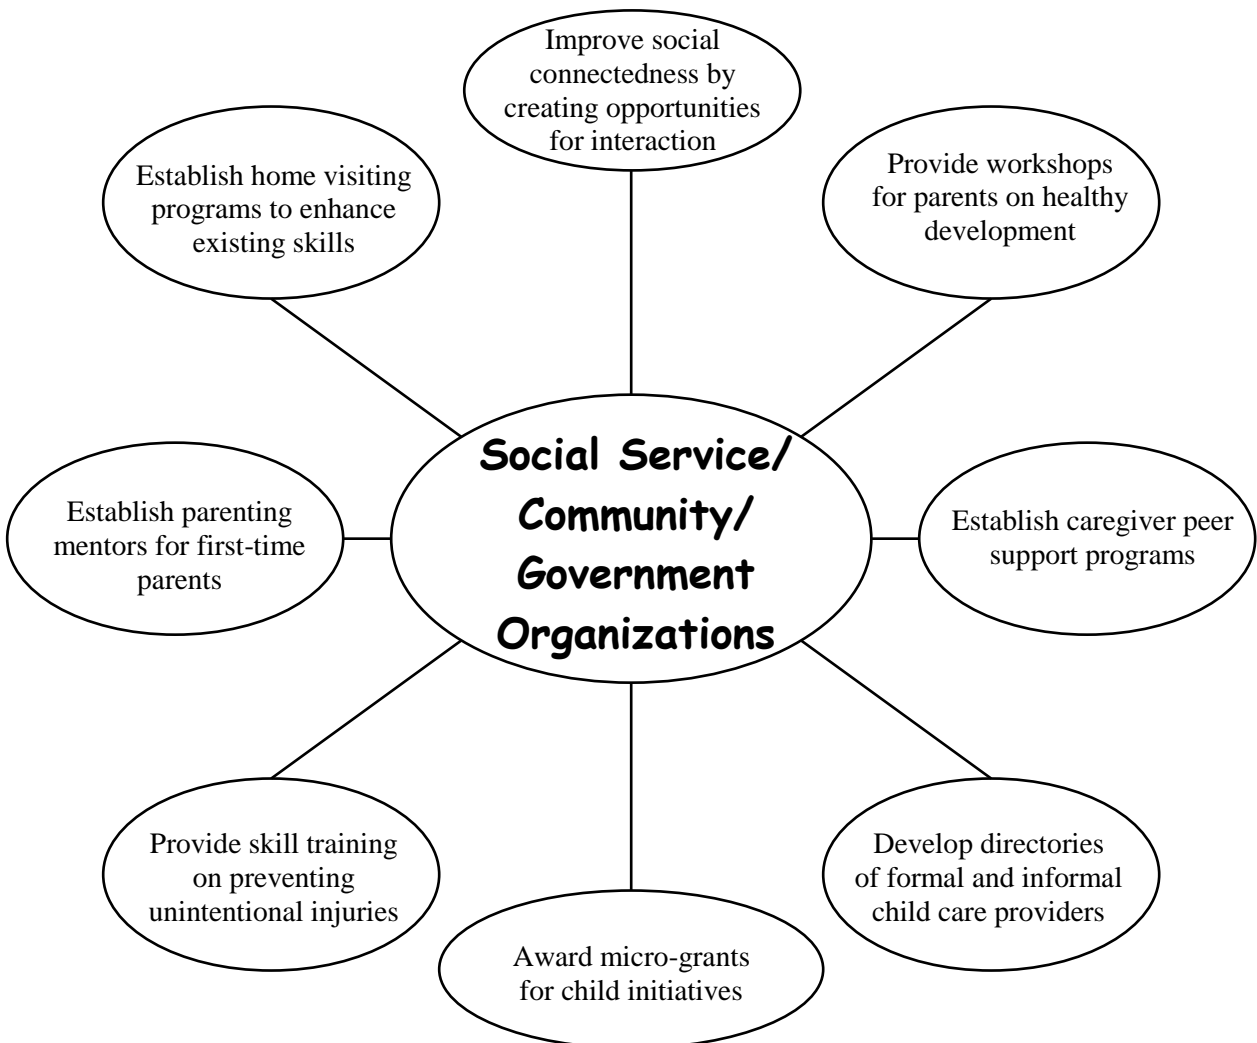 Improve social
connectedness by
creating opportunities
for interaction
Establish home visiting
programs to enhance
existing skills
Provide workshops
for parents on healthy
development
Social Service/
Community/
Government
Organizations
Establish parenting
mentors for first-time
parents
Establish caregiver peer
support programs
Provide skill training
on preventing
unintentional injuries
Develop directories
of formal and informal
child care providers
Award micro-grants
for child initiatives